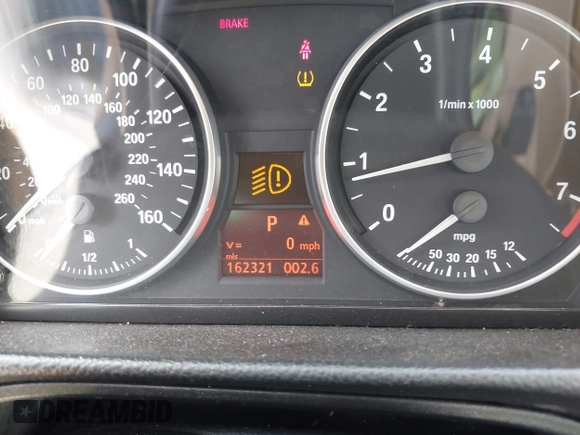 BRAKE
60 80 100 120 140 160
100 120 140 160 180 200 220 240 260
1/2 1
P
v= 0 mph
mls
162321 002.6
0 1 2 3 4 5 6 7
1/min x 1000
mpg
50 30 20 15 12
DREAMBID